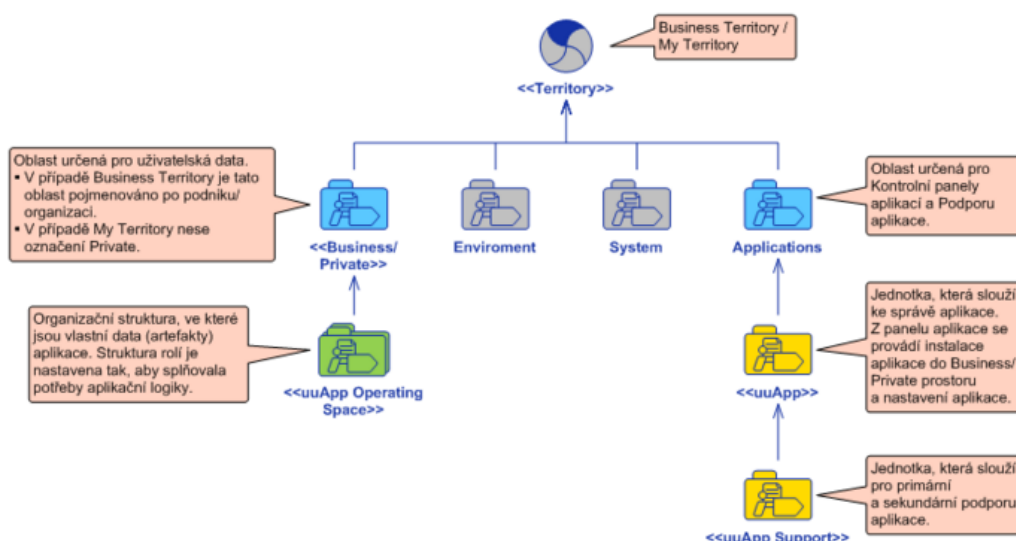 Business Territory /
My Territory
<<Territory>>
Oblast určená pro uživatelská data.
▪ V případě Business Territory je tato
oblast pojmenováno po podniku/
organizaci.
▪ V případě My Territory nese
označení Private.
<<Business/
Private>>
Enviroment
System
Applications
Oblast určená pro
Kontrolní panely
aplikací a Podporu
aplikace.
Organizační struktura, ve které
jsou vlastní data (artefakty)
aplikace. Struktura rolí je
nastavena tak, aby splňovala
potřeby aplikační logiky.
<<uuApp Operating
Space>>
<<uuApp>>
Jednotka, která slouží
ke správě aplikace.
Z panelu aplikace se
provádí instalace
aplikace do Business/
Private prostoru
a nastavení aplikace.
<<uuApp Support>>
Jednotka, která slouží
pro primární
a sekundární podporu
aplikace.